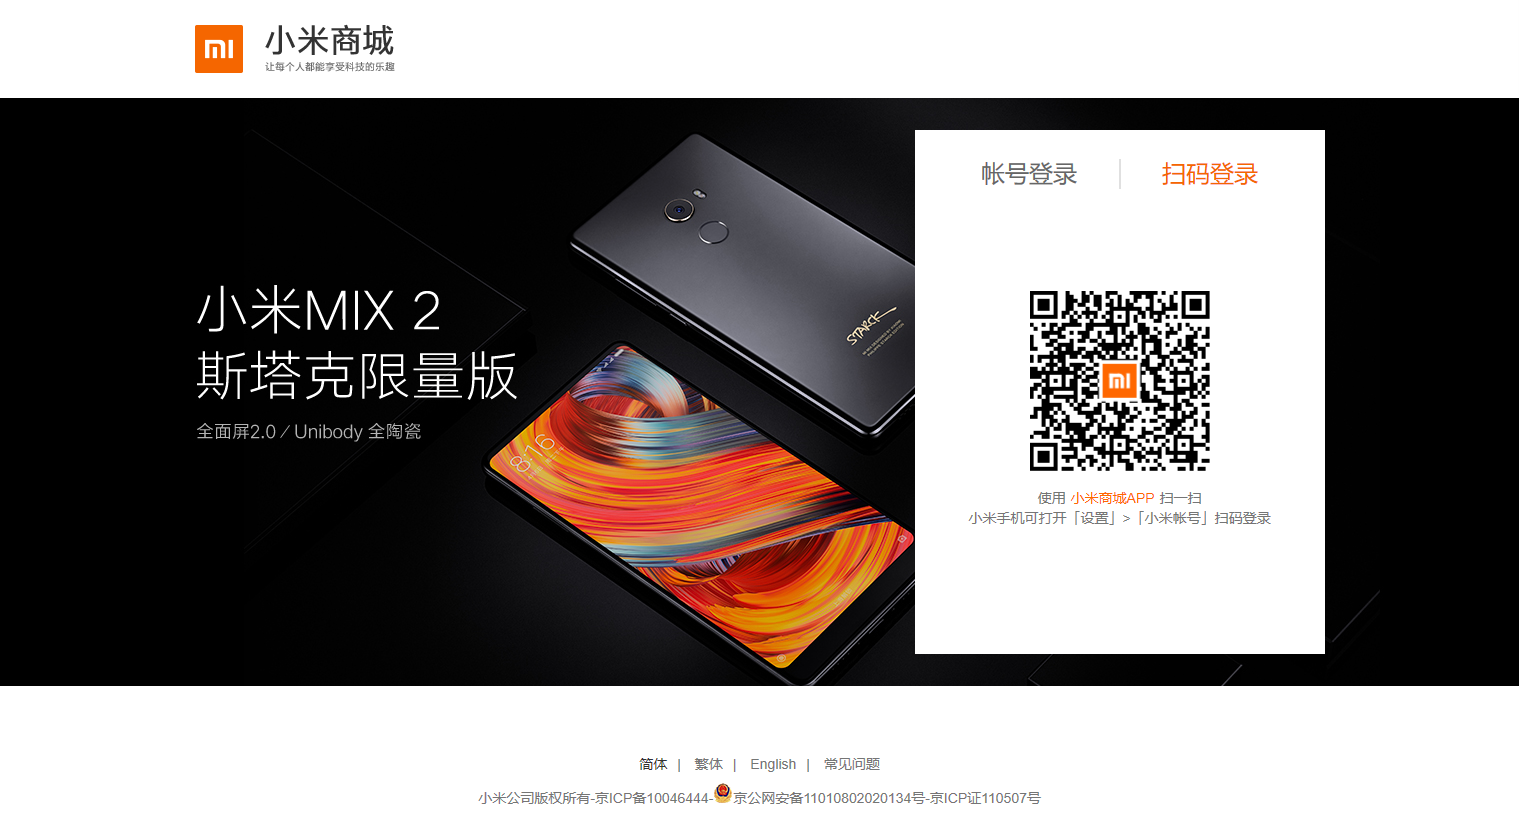 小米商城
让每个人都能享受科技的乐趣
帐号登录 | 扫码登录
小米MIX 2
斯塔克限量版
全面屏2.0 / Unibody 全陶瓷
STARCK
8:16
使用 小米商城APP 扫一扫
小米手机可打开「设置」>「小米帐号」扫码登录
简体 | 繁体 | English | 常见问题
小米公司版权所有-京ICP备10046444-京公网安备11010802020134号-京ICP证110507号